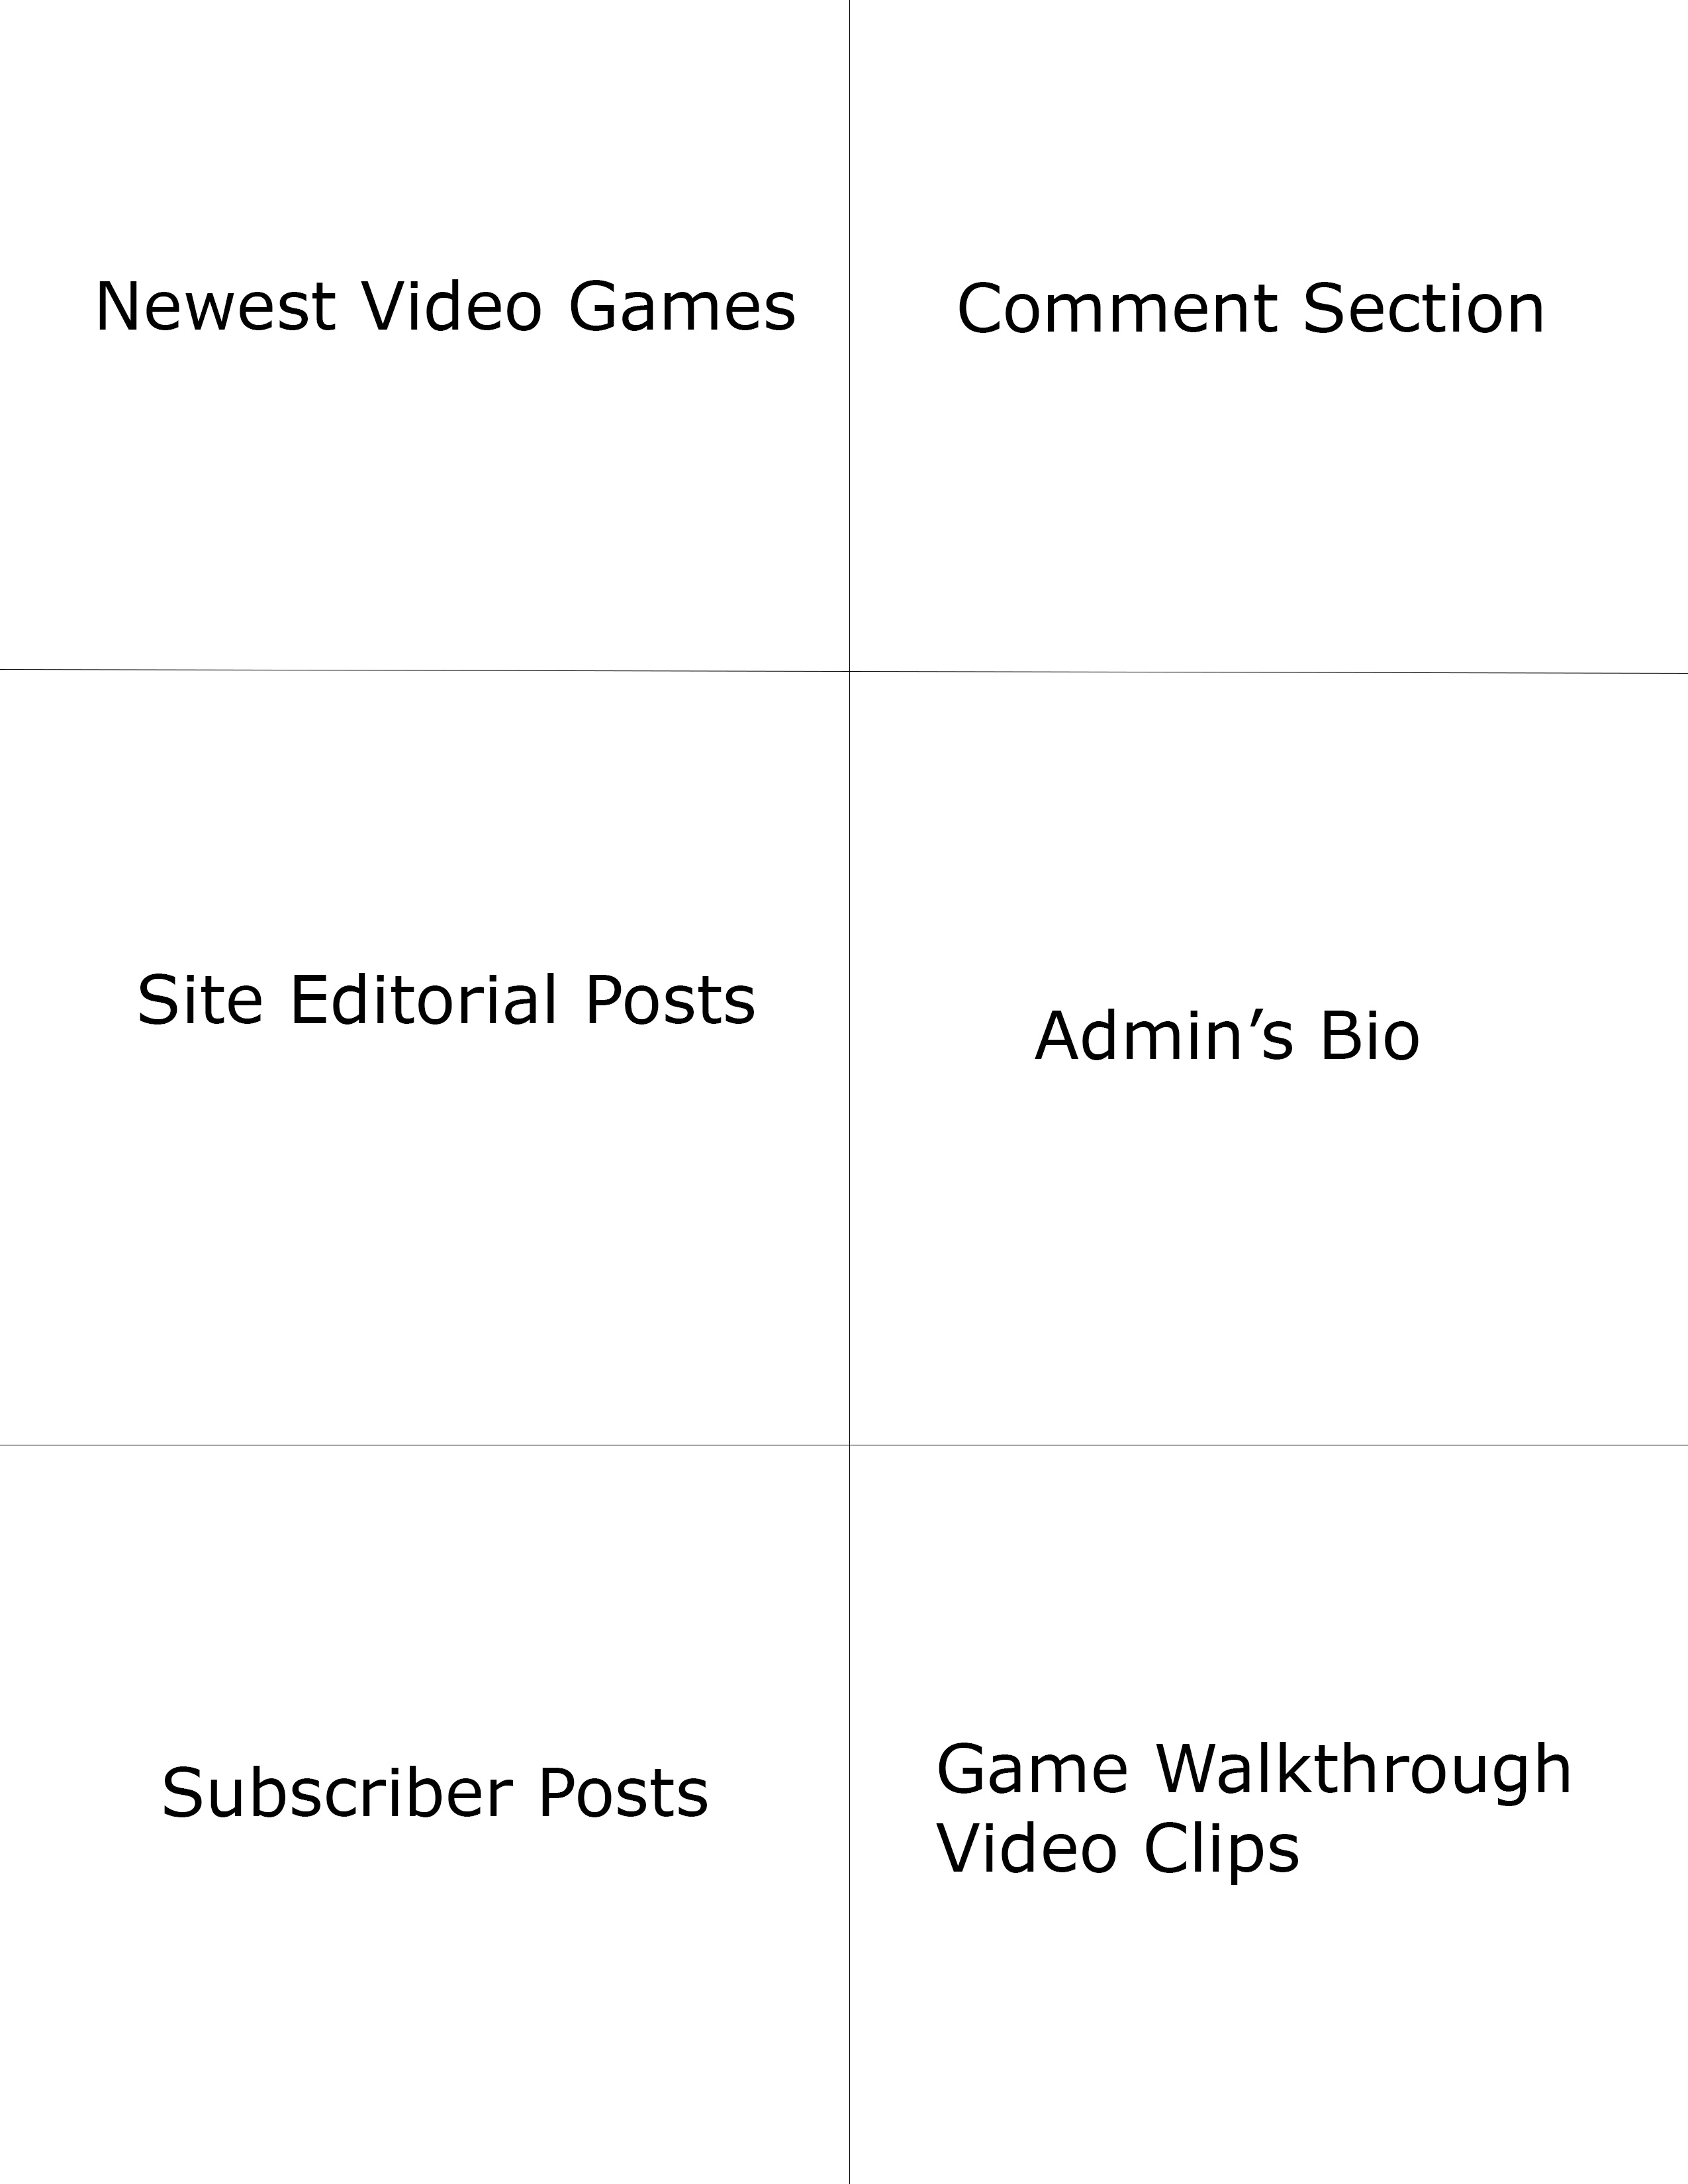 Newest Video Games
Comment Section
Site Editorial Posts
Admin’s Bio
Subscriber Posts
Game Walkthrough
Video Clips